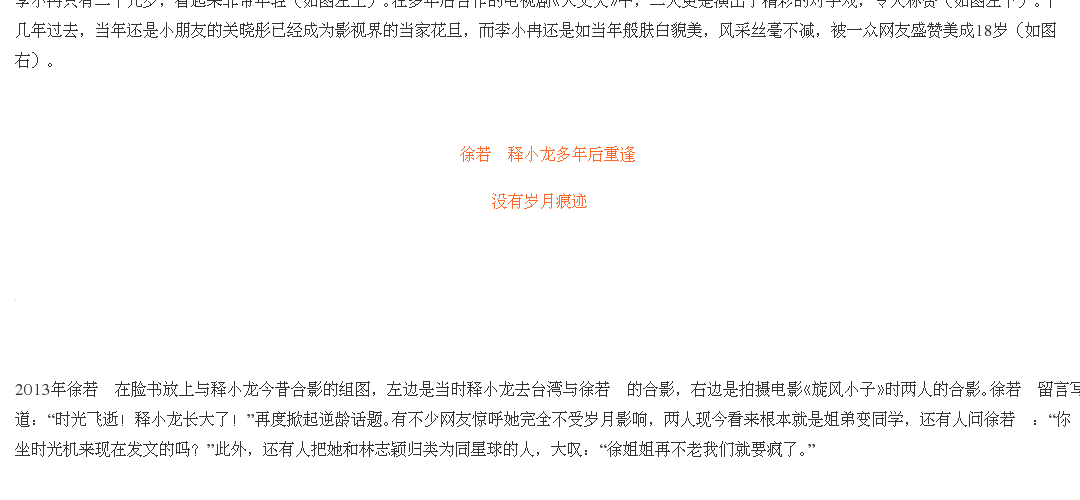 李小冉只有二十几岁，看起来非常年轻（如图左上）。在多年后合作的电视剧《大丈夫》中，二人更是演出了精彩的对手戏，令人称赞（如图左下）。十
几年过去，当年还是小朋友的关晓彤已经成为影视界的当家花旦，而李小冉还是如当年般肤白貌美，风采丝毫不减，被一众网友盛赞美成18岁（如图
右）。
徐若　释小龙多年后重逢
没有岁月痕迹
2013年徐若　在脸书放上与释小龙今昔合影的组图，左边是当时释小龙去台湾与徐若　的合影，右边是拍摄电影《旋风小子》时两人的合影。徐若　留言写
道：“时光飞逝！释小龙长大了！”再度掀起逆龄话题。有不少网友惊呼她完全不受岁月影响，两人现今看来根本就是姐弟变同学，还有人问徐若　：“你
坐时光机来现在发文的吗？”此外，还有人把她和林志颖归类为同星球的人，大叹：“徐姐姐再不老我们就要疯了。”